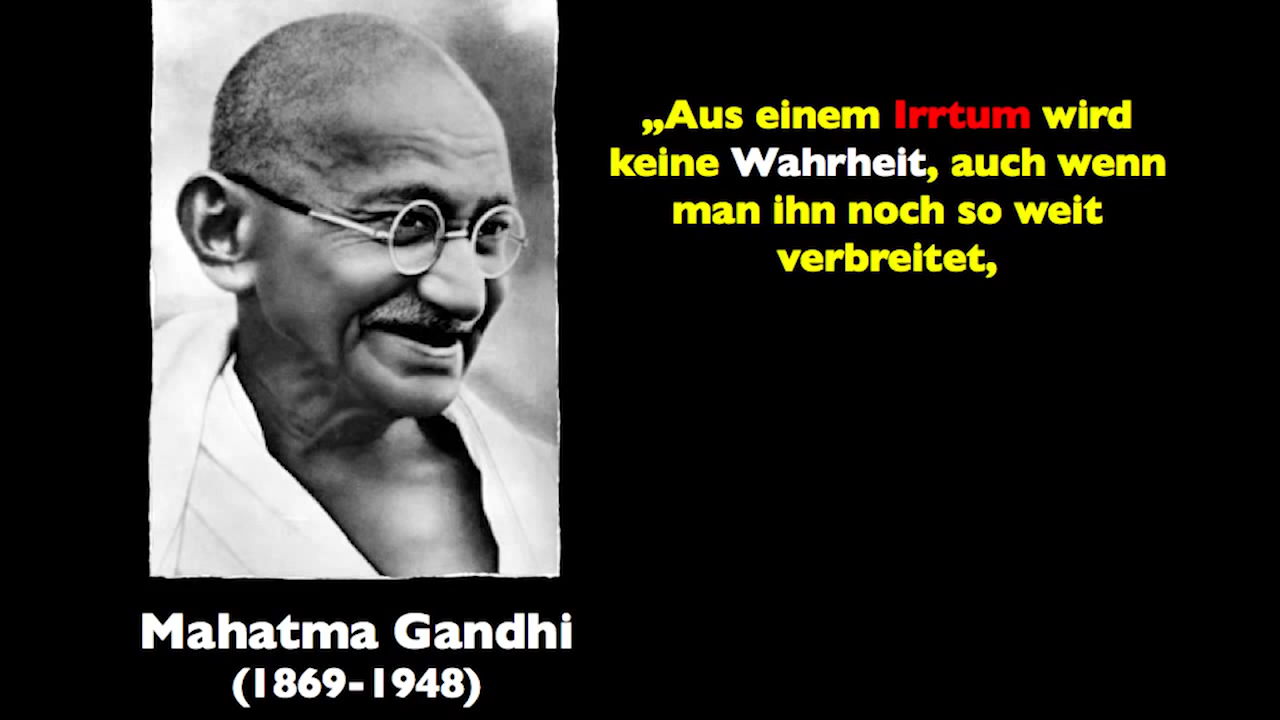 „Aus einem Irrtum wird
keine Wahrheit, auch wenn
man ihn noch so weit
verbreitet,
Mahatma Gandhi
(1869-1948)